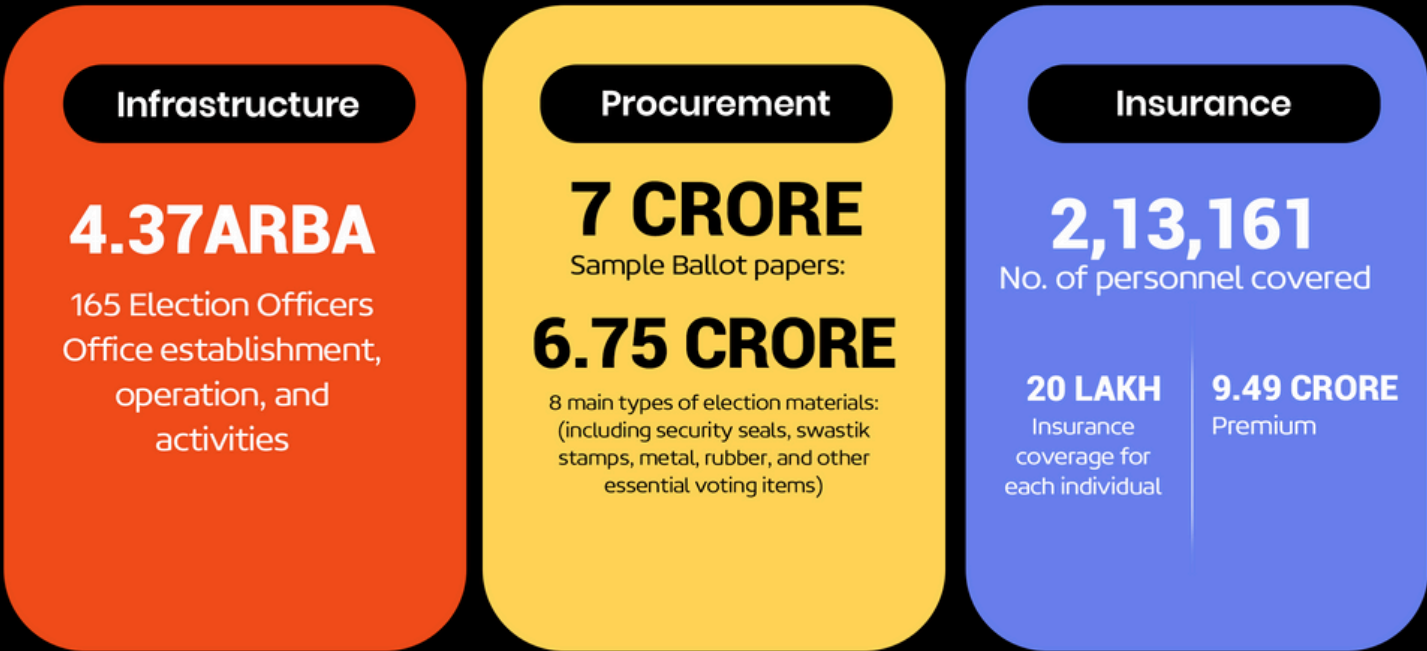 Infrastructure
4.37ARBA
165 Election Officers
Office establishment,
operation, and
activities
Procurement
7 CRORE
Sample Ballot papers:
6.75 CRORE
8 main types of election materials:
(including security seals, swastik
stamps, metal, rubber, and other
essential voting items)
Insurance
2,13,161
No. of personnel covered
20 LAKH
Insurance
coverage for
each individual
9.49 CRORE
Premium